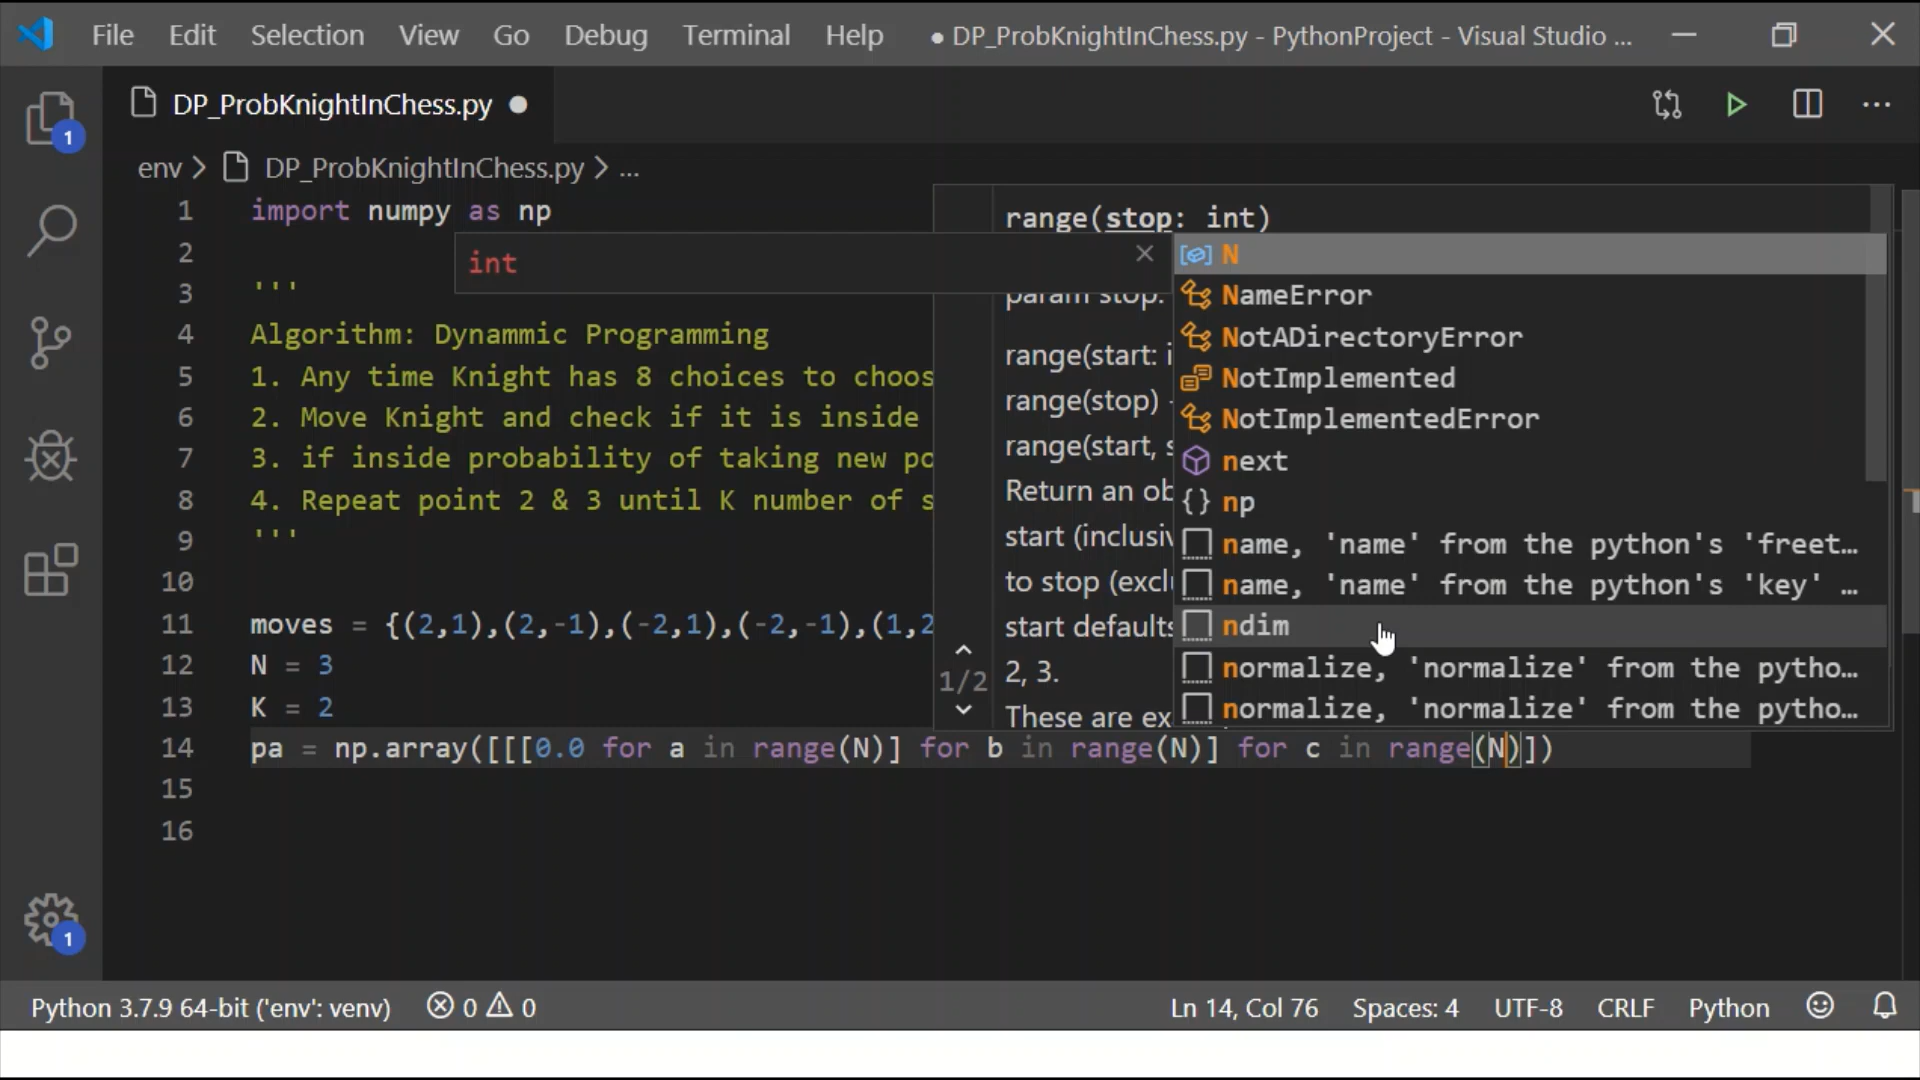 File Edit Selection View Go Debug Terminal Help ● DP_ProbKnightInChess.py - PythonProject - Visual Studio ...
DP_ProbKnightInChess.py ●
env > DP_ProbKnightInChess.py > ...
1 import numpy as np
2
3 '''
4 Algorithm: Dynammic Programming
5 1. Any time Knight has 8 choices to choos
6 2. Move Knight and check if it is inside
7 3. if inside probability of taking new po
8 4. Repeat point 2 & 3 until K number of s
9 '''
10
11 moves = {(2,1),(2,-1),(-2,1),(-2,-1),(1,2
12 N = 3
13 K = 2
14 pa = np.array([[[0.0 for a in range(N)] for b in range(N)] for c in range(N)])
15
16
int
range(stop: int)
param stop:
range(start: i
range(stop) -
range(start, s
Return an ob
start (inclusiv
to stop (excl
start defaults
2, 3.
These are ex
1/2
N
NameError
NotADirectoryError
NotImplemented
NotImplementedError
next
np
name, 'name' from the python's 'freet…
name, 'name' from the python's 'key' …
ndim
normalize, 'normalize' from the pytho…
normalize, 'normalize' from the pytho…
1
1
Python 3.7.9 64-bit ('env': venv) 0 0 Ln 14, Col 76 Spaces: 4 UTF-8 CRLF Python